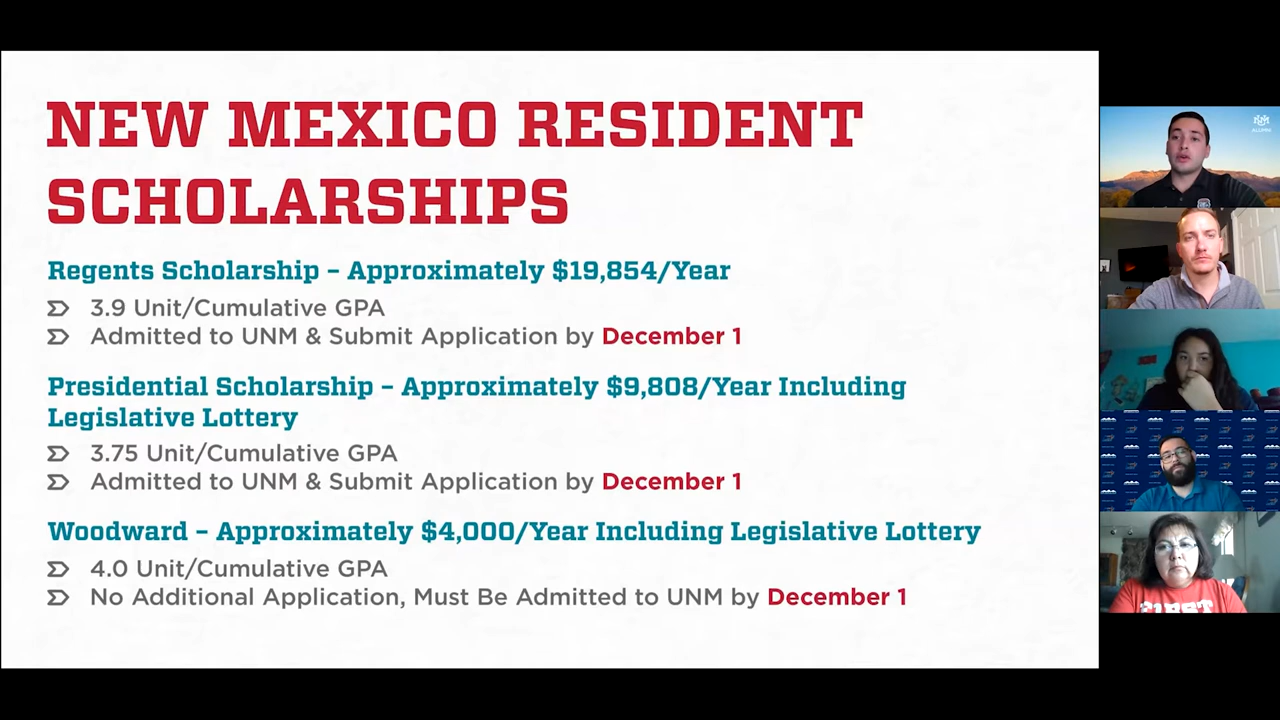 NEW MEXICO RESIDENT
SCHOLARSHIPS
Regents Scholarship – Approximately $19,854/Year
3.9 Unit/Cumulative GPA
Admitted to UNM & Submit Application by December 1
Presidential Scholarship – Approximately $9,808/Year Including
Legislative Lottery
3.75 Unit/Cumulative GPA
Admitted to UNM & Submit Application by December 1
Woodward – Approximately $4,000/Year Including Legislative Lottery
4.0 Unit/Cumulative GPA
No Additional Application, Must Be Admitted to UNM by December 1
ALUMNI
FIRST